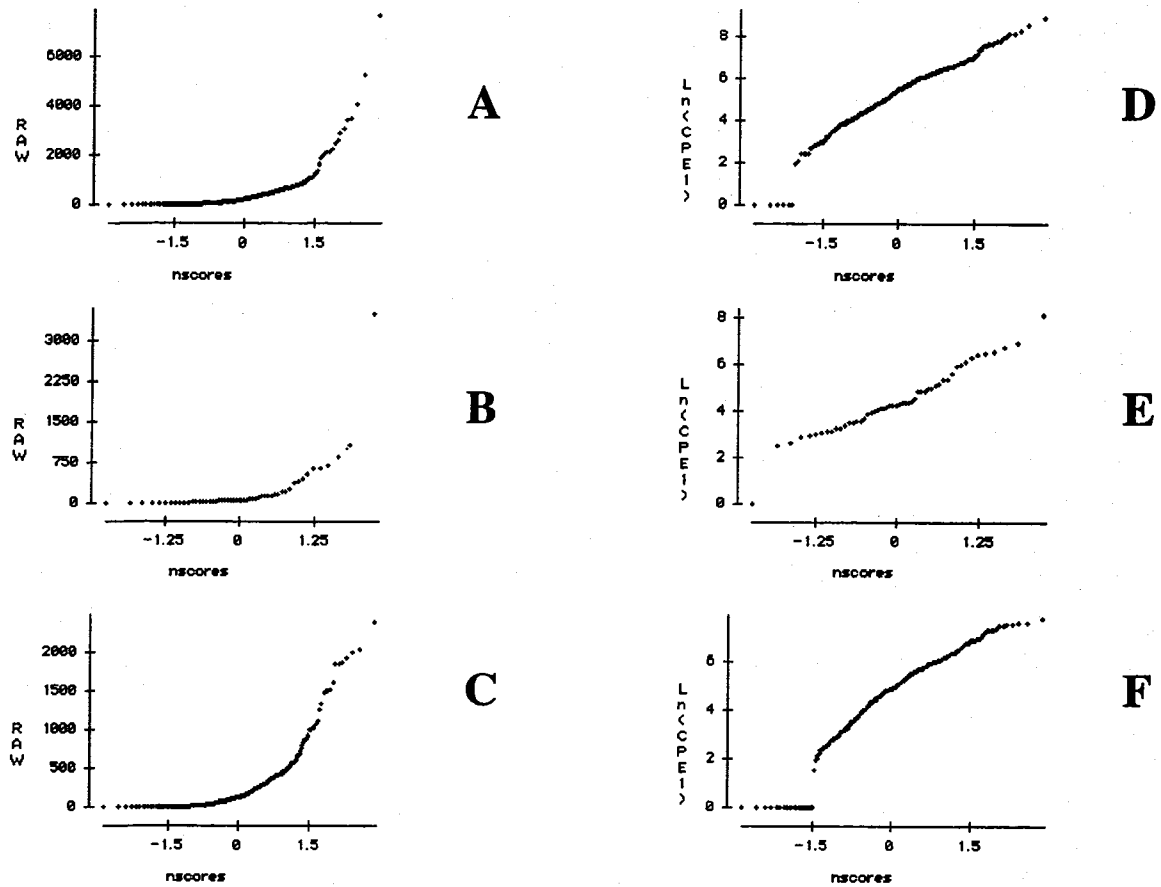 6000
4000
2000
0
RAW
-1.5 0 1.5
nscores
A
8
6
4
2
0
Ln(CPE1)
-1.5 0 1.5
nscores
D
3000
2250
1500
750
0
RAW
-1.25 0 1.25
nscores
B
8
6
4
2
0
Ln(CPE1)
-1.25 0 1.25
nscores
E
2000
1500
1000
500
0
RAW
-1.5 0 1.5
nscores
C
6
4
2
0
Ln(CPE1)
-1.5 0 1.5
nscores
F